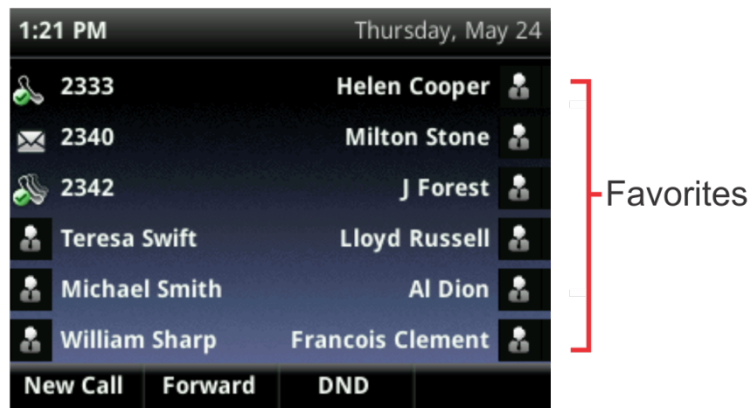 1:21 PM Thursday, May 24
2333 Helen Cooper
2340 Milton Stone
2342 J Forest
Favorites
Teresa Swift Lloyd Russell
Michael Smith Al Dion
William Sharp Francois Clement
New Call Forward DND